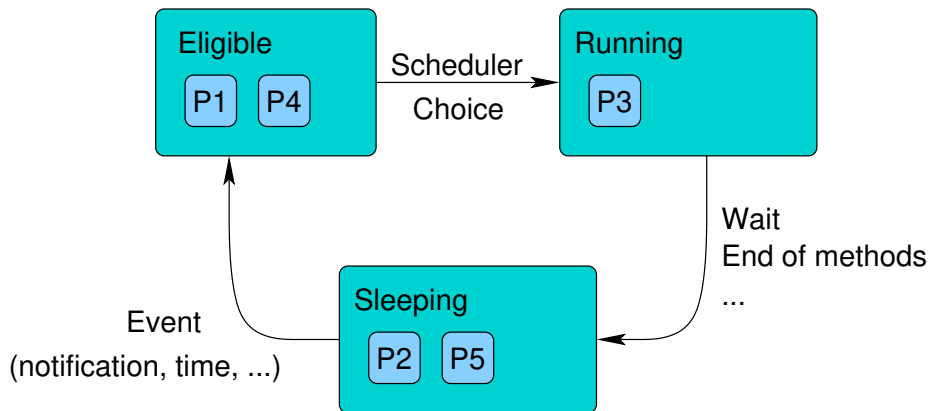 Eligible
P1 P4
Scheduler
Choice
Running
P3
Wait
End of methods
...
Sleeping
P2 P5
Event
(notification, time, ...)